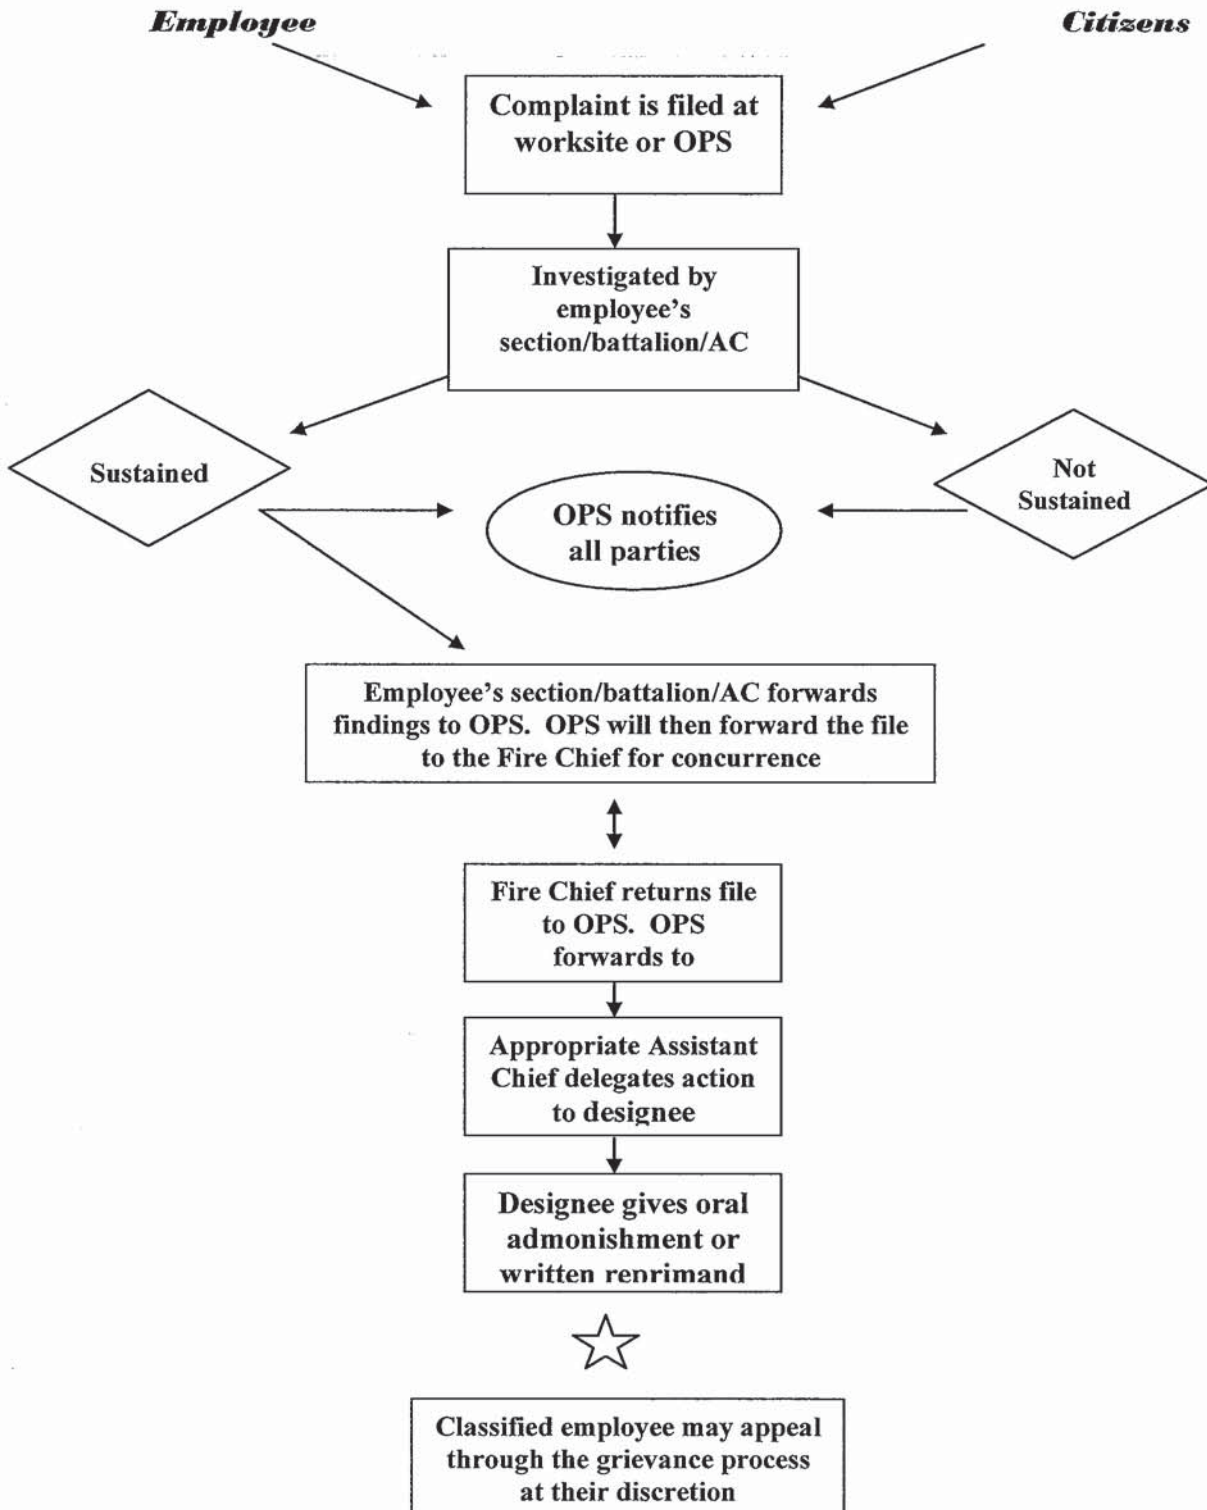 Employee
Citizens
Complaint is filed at
worksite or OPS
Investigated by
employee's
section/battalion/AC
Sustained
Not
Sustained
OPS notifies
all parties
Employee's section/battalion/AC forwards
findings to OPS. OPS will then forward the file
to the Fire Chief for concurrence
Fire Chief returns file
to OPS. OPS
forwards to
Appropriate Assistant
Chief delegates action
to designee
Designee gives oral
admonishment or
written reprimand
Classified employee may appeal
through the grievance process
at their discretion